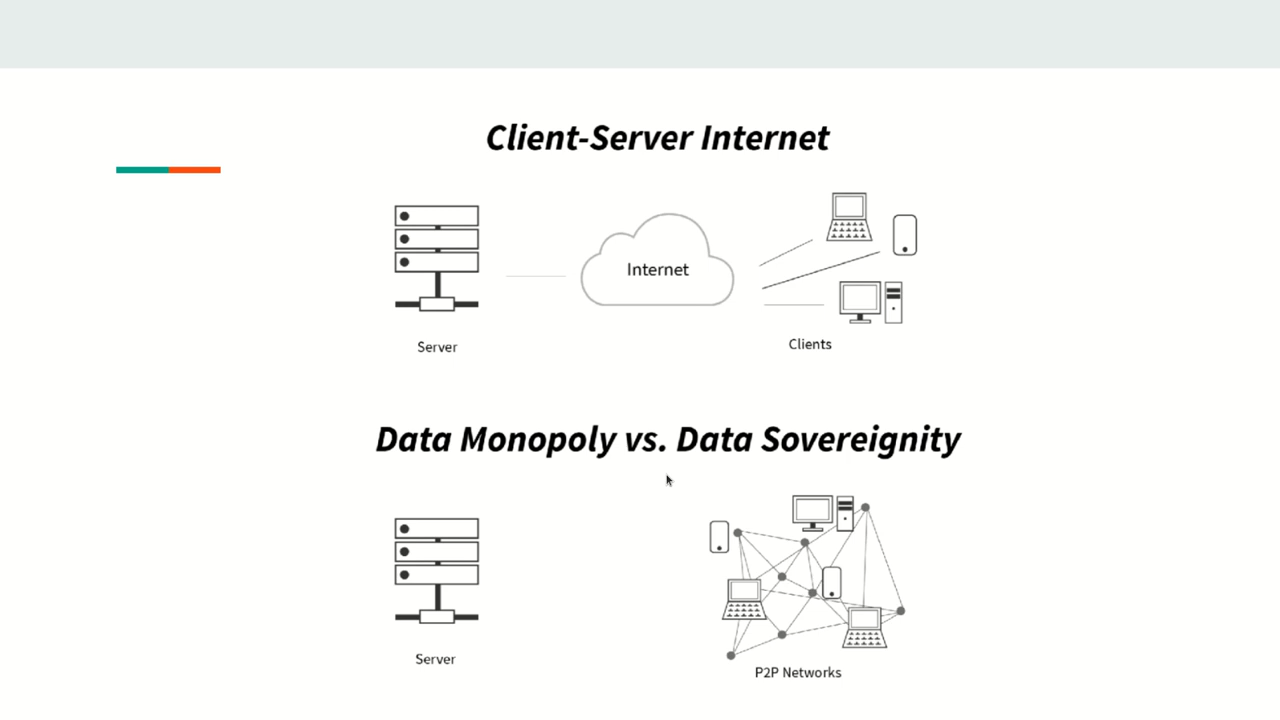 Client-Server Internet
Internet
Server
Clients
Data Monopoly vs. Data Sovereignity
Server
P2P Networks